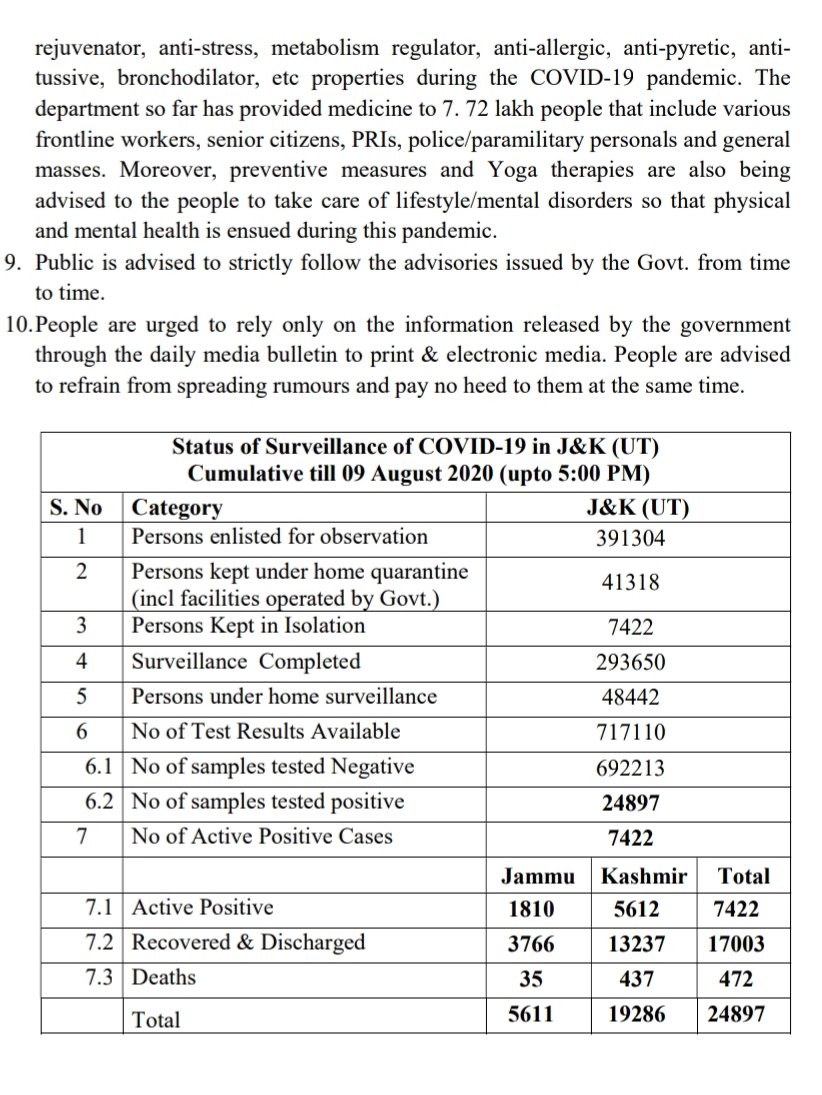 rejuvenator, anti-stress, metabolism regulator, anti-allergic, anti-pyretic, anti-
tussive, bronchodilator, etc properties during the COVID-19 pandemic. The
department so far has provided medicine to 7. 72 lakh people that include various
frontline workers, senior citizens, PRIs, police/paramilitary personals and general
masses. Moreover, preventive measures and Yoga therapies are also being
advised to the people to take care of lifestyle/mental disorders so that physical
and mental health is ensued during this pandemic.
9. Public is advised to strictly follow the advisories issued by the Govt. from time
to time.
10.People are urged to rely only on the information released by the government
through the daily media bulletin to print & electronic media. People are advised
to refrain from spreading rumours and pay no heed to them at the same time.
Status of Surveillance of COVID-19 in J&K (UT)
Cumulative till 09 August 2020 (upto 5:00 PM)
S. No Category J&K (UT)
1 Persons enlisted for observation 391304
2 Persons kept under home quarantine
(incl facilities operated by Govt.) 41318
3 Persons Kept in Isolation 7422
4 Surveillance Completed 293650
5 Persons under home surveillance 48442
6 No of Test Results Available 717110
6.1 No of samples tested Negative 692213
6.2 No of samples tested positive 24897
7 No of Active Positive Cases 7422
Jammu Kashmir Total
7.1 Active Positive 1810 5612 7422
7.2 Recovered & Discharged 3766 13237 17003
7.3 Deaths 35 437 472
Total 5611 19286 24897